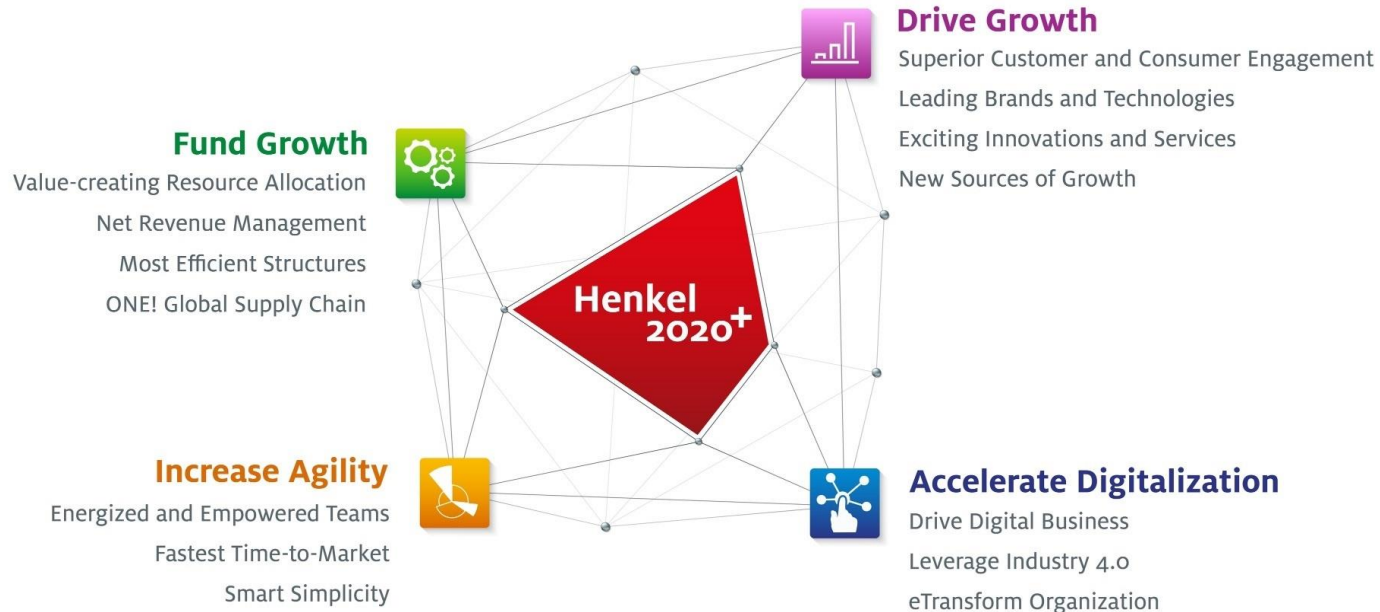 Drive Growth
Superior Customer and Consumer Engagement
Leading Brands and Technologies
Exciting Innovations and Services
New Sources of Growth
Fund Growth
Value-creating Resource Allocation
Net Revenue Management
Most Efficient Structures
ONE! Global Supply Chain
Henkel
2020+
Increase Agility
Energized and Empowered Teams
Fastest Time-to-Market
Smart Simplicity
Accelerate Digitalization
Drive Digital Business
Leverage Industry 4.0
eTransform Organization